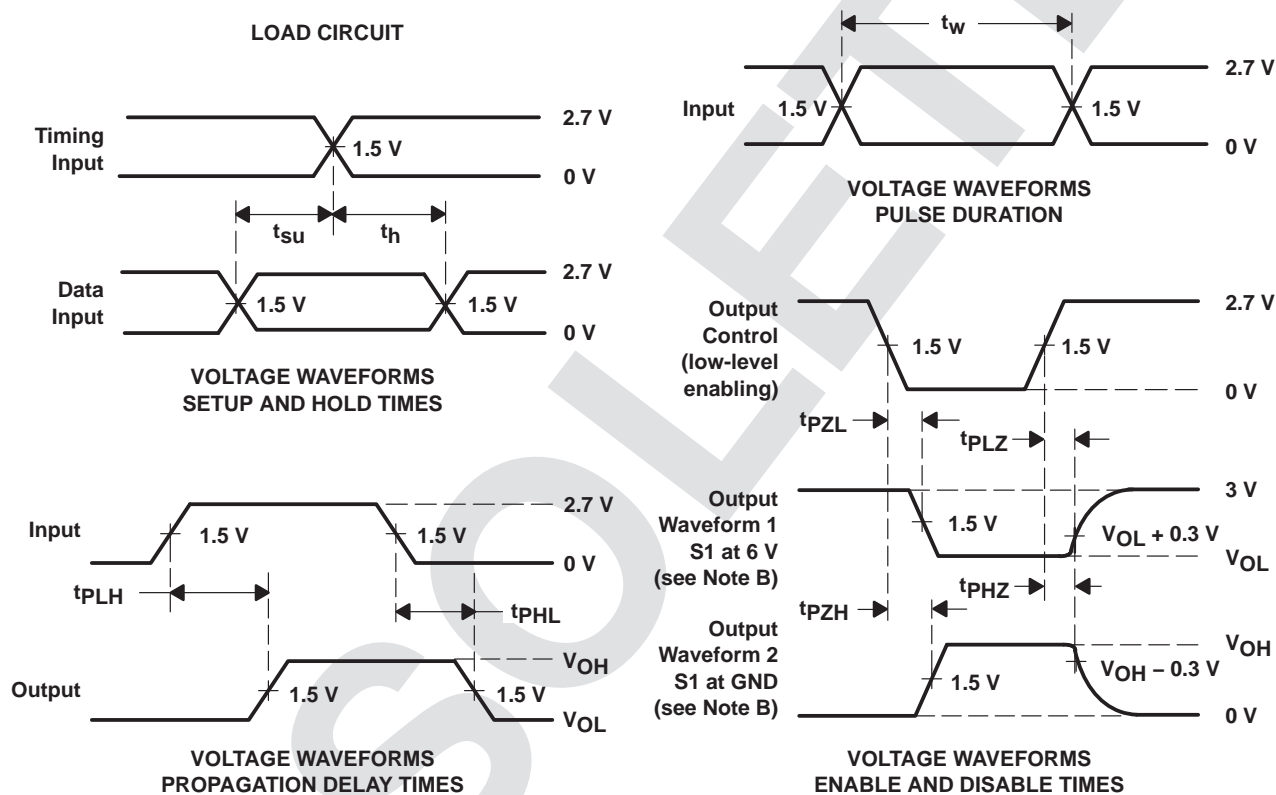 LOAD CIRCUIT
Timing
Input
2.7 V
1.5 V
0 V
tsu
th
Data
Input
2.7 V
1.5 V
1.5 V
0 V
VOLTAGE WAVEFORMS
SETUP AND HOLD TIMES
tw
Input
2.7 V
1.5 V
1.5 V
0 V
VOLTAGE WAVEFORMS
PULSE DURATION
Input
2.7 V
1.5 V
1.5 V
0 V
tPLH
tPHL
Output
VOH
1.5 V
1.5 V
VOL
VOLTAGE WAVEFORMS
PROPAGATION DELAY TIMES
Output
Control
(low-level
enabling)
2.7 V
1.5 V
1.5 V
0 V
tPZL
tPLZ
Output
Waveform 1
S1 at 6 V
(see Note B)
3 V
1.5 V
VOL + 0.3 V
VOL
tPHZ
tPZH
Output
Waveform 2
S1 at GND
(see Note B)
VOH
1.5 V
VOH − 0.3 V
0 V
VOLTAGE WAVEFORMS
ENABLE AND DISABLE TIMES
SOLETE